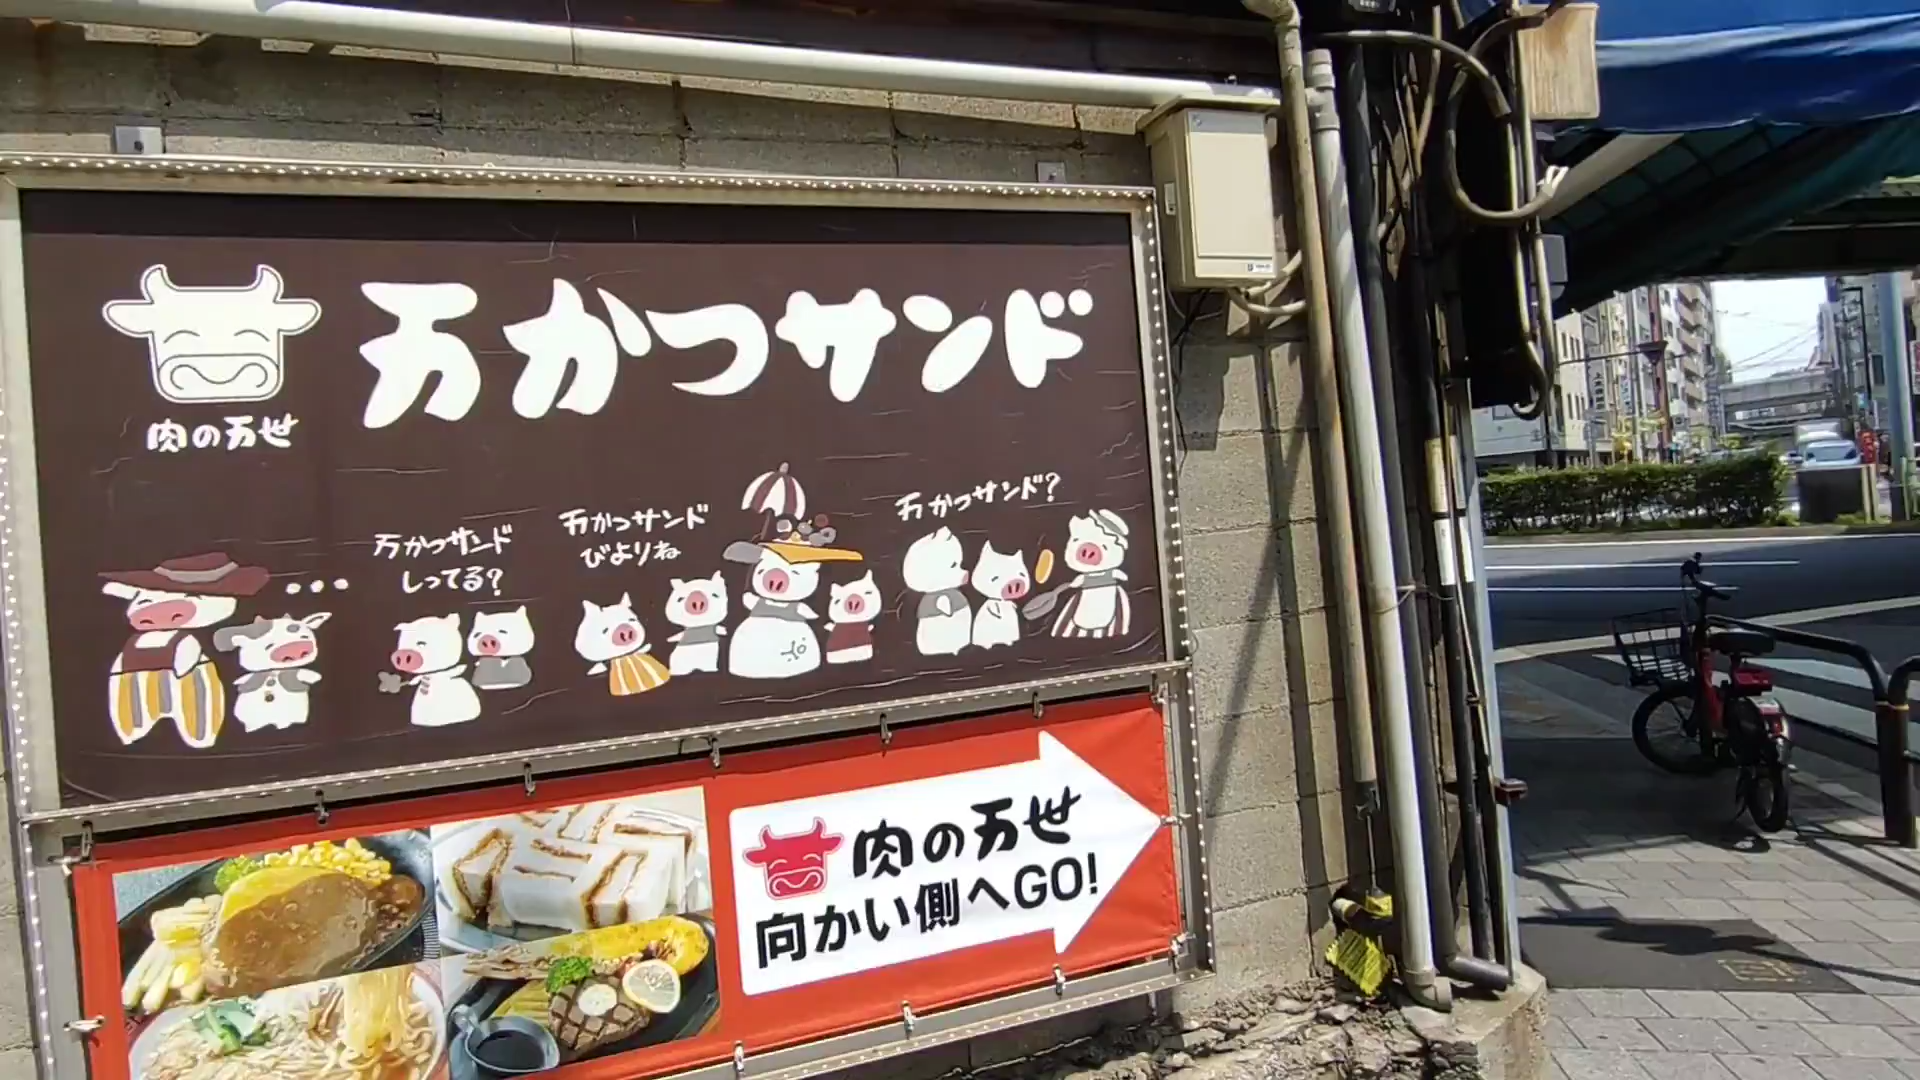 万かつサンド
肉の万世
万かつサンド
しってる?
万かつサンド
びよりね
万かつサンド?
...
肉の万世
向かい側へGO!